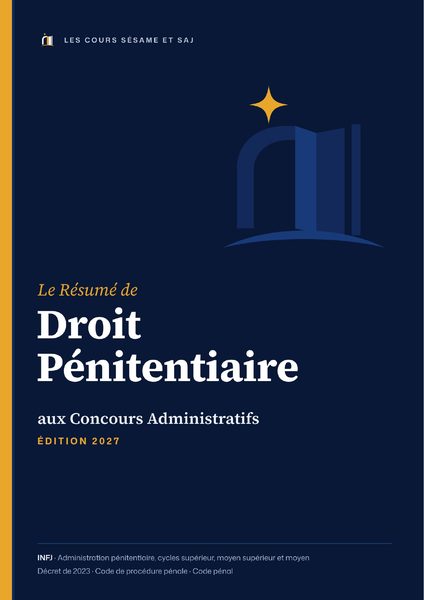 LES COURS SÉSAME ET SAJ
Le Résumé de
Droit
Pénitentiaire
aux Concours Administratifs
ÉDITION 2027
INFJ · Administration pénitentiaire, cycles supérieur, moyen supérieur et moyen
Décret de 2023 · Code de procédure pénale · Code pénal